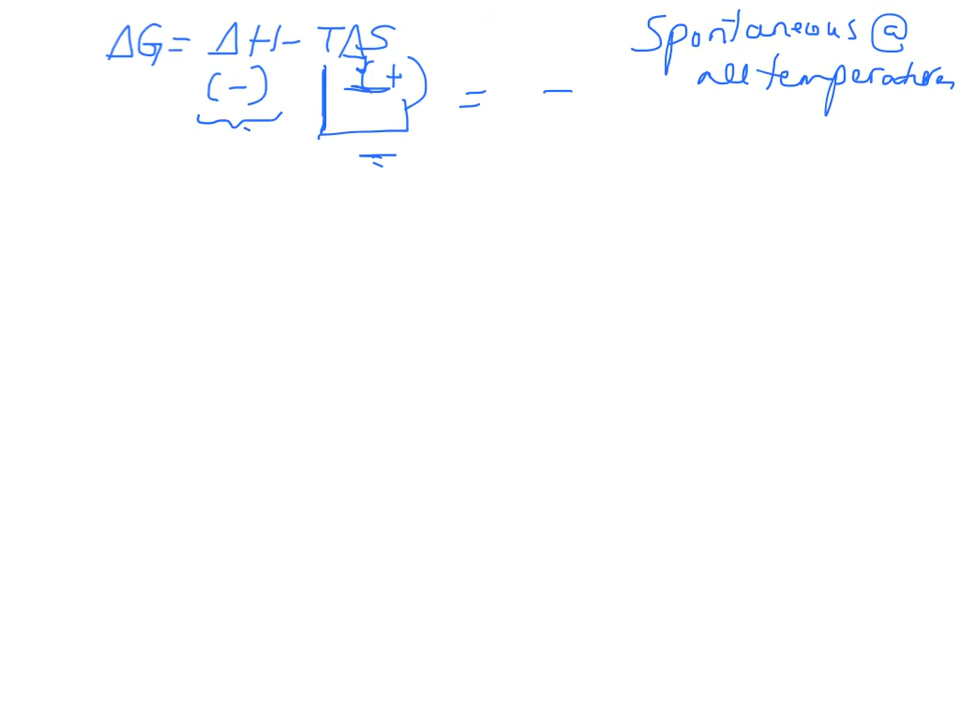 ΔG = ΔH - TΔS
(-) (+) = -
Spontaneous @
all temperatures